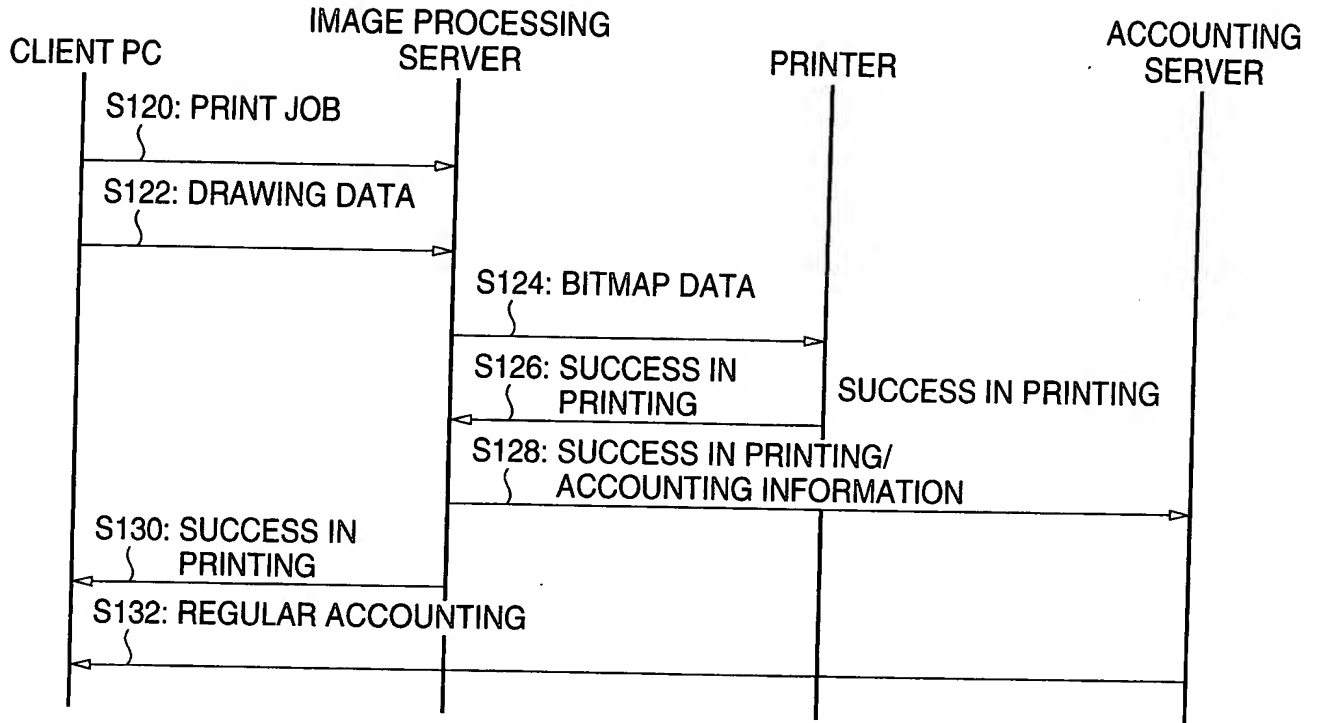 CLIENT PC
IMAGE PROCESSING
SERVER
PRINTER
ACCOUNTING
SERVER
S120: PRINT JOB
S122: DRAWING DATA
S124: BITMAP DATA
S126: SUCCESS IN
PRINTING
SUCCESS IN PRINTING
S128: SUCCESS IN PRINTING/
ACCOUNTING INFORMATION
S130: SUCCESS IN
PRINTING
S132: REGULAR ACCOUNTING